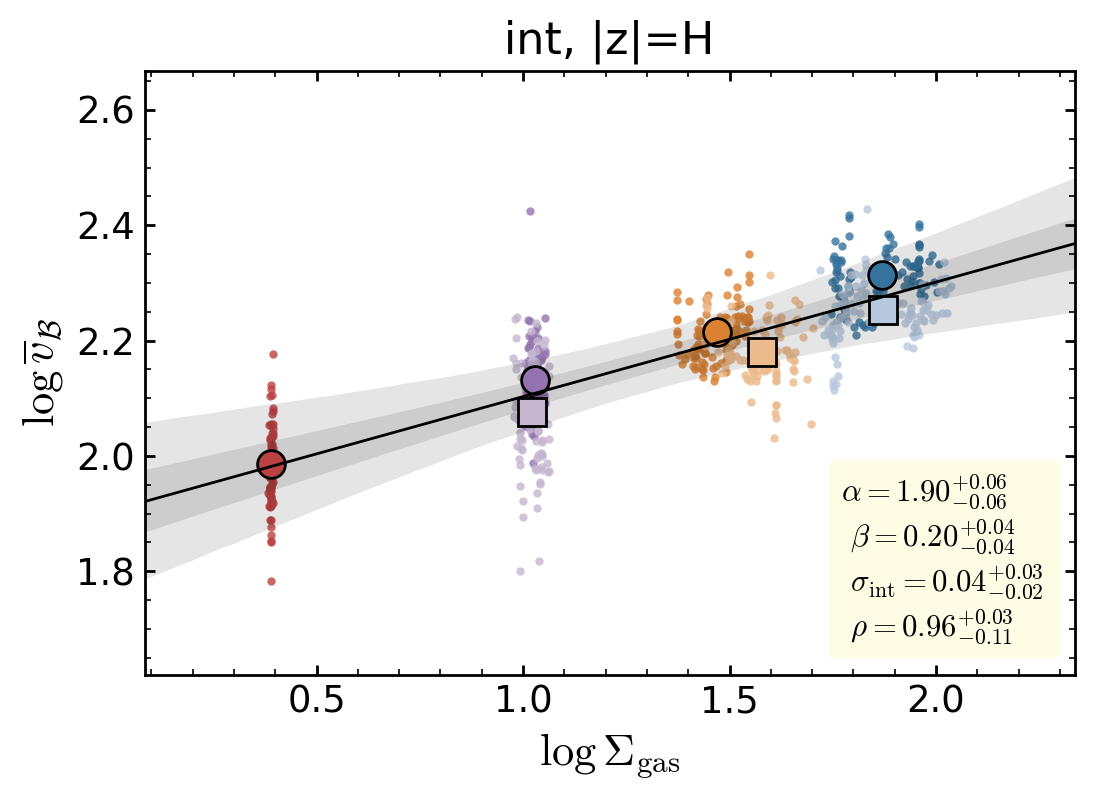 int, |z|=H
2.6
2.4
2.2
2.0
1.8
log v̅_ℬ
α = 1.90^{+0.06}_{−0.06}
β = 0.20^{+0.04}_{−0.04}
σ_int = 0.04^{+0.03}_{−0.02}
ρ = 0.96^{+0.03}_{−0.11}
0.5 1.0 1.5 2.0
log Σ_gas